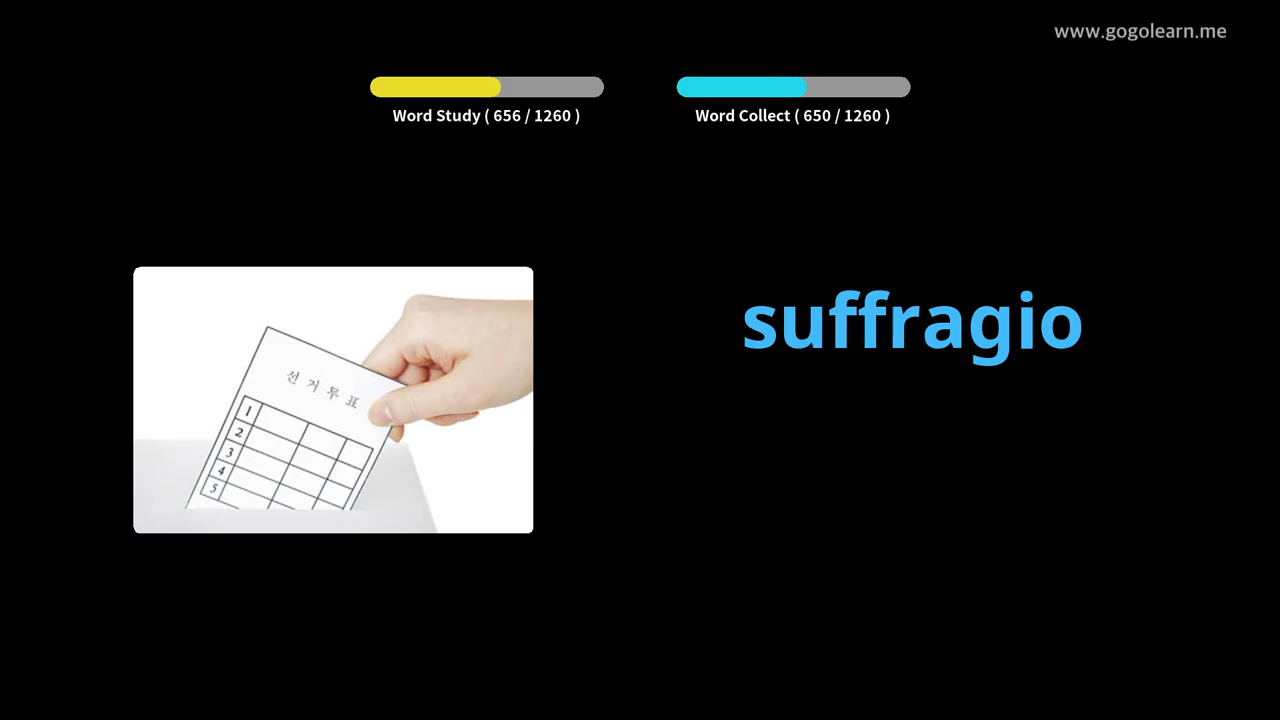 www.gogolearn.me
Word Study ( 656 / 1260 )
Word Collect ( 650 / 1260 )
suffragio
선거투표
1
2
3
4
5